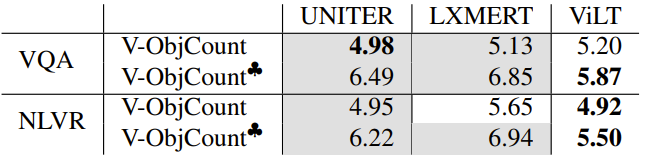 UNITER LXMERT ViLT
VQA V-ObjCount 4.98 5.13 5.20
V-ObjCount♣ 6.49 6.85 5.87
NLVR V-ObjCount 4.95 5.65 4.92
V-ObjCount♣ 6.22 6.94 5.50